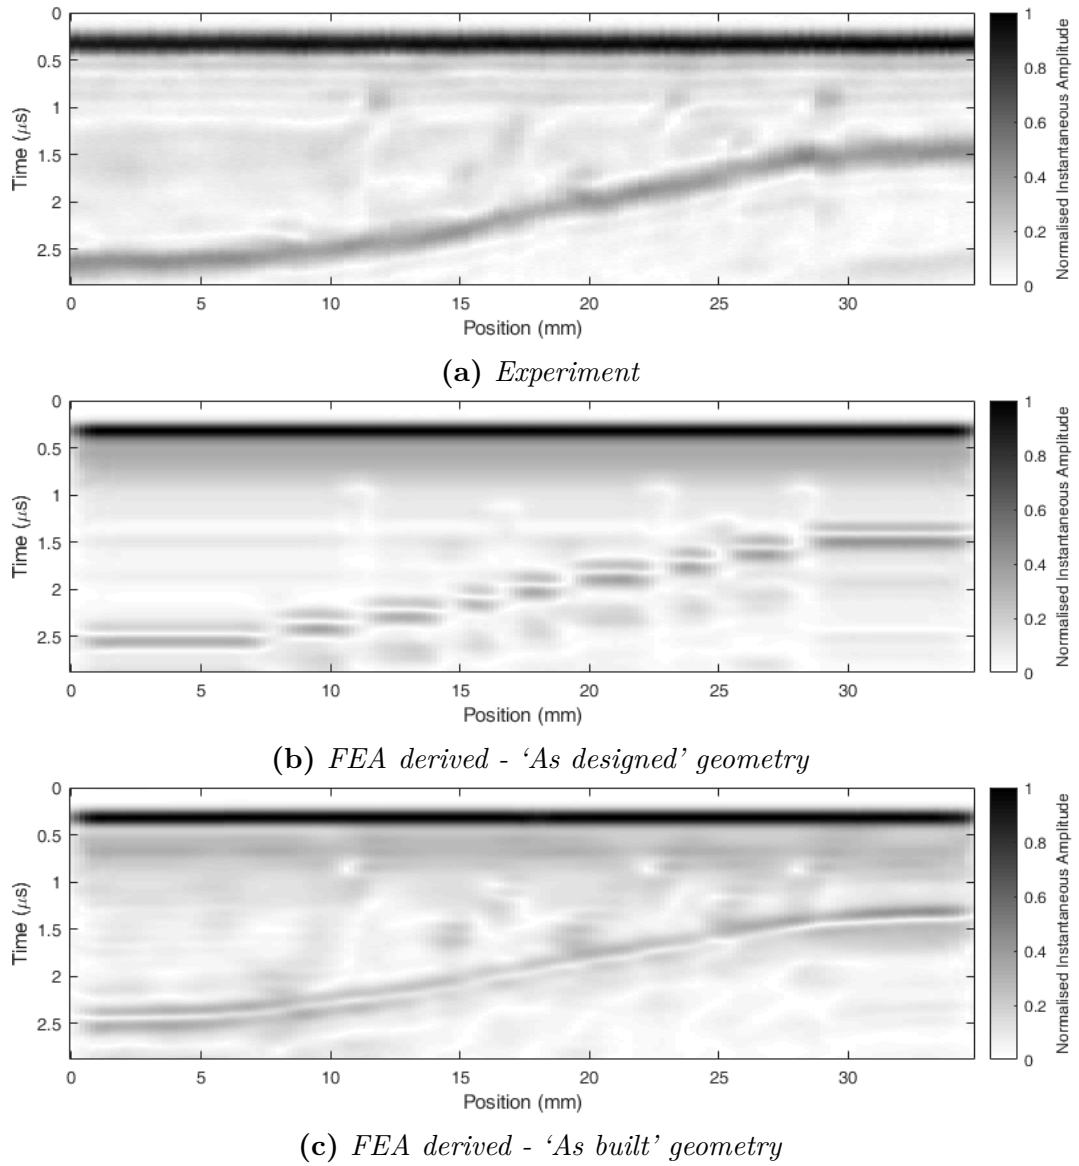 0
0.5
1
1.5
2
2.5
Time (μs)
0 5 10 15 20 25 30
Position (mm)
1
0.8
0.6
0.4
0.2
0
Normalised Instantaneous Amplitude
(a) Experiment
0
0.5
1
1.5
2
2.5
Time (μs)
0 5 10 15 20 25 30
Position (mm)
1
0.8
0.6
0.4
0.2
0
Normalised Instantaneous Amplitude
(b) FEA derived - ‘As designed’ geometry
0
0.5
1
1.5
2
2.5
Time (μs)
0 5 10 15 20 25 30
Position (mm)
1
0.8
0.6
0.4
0.2
0
Normalised Instantaneous Amplitude
(c) FEA derived - ‘As built’ geometry